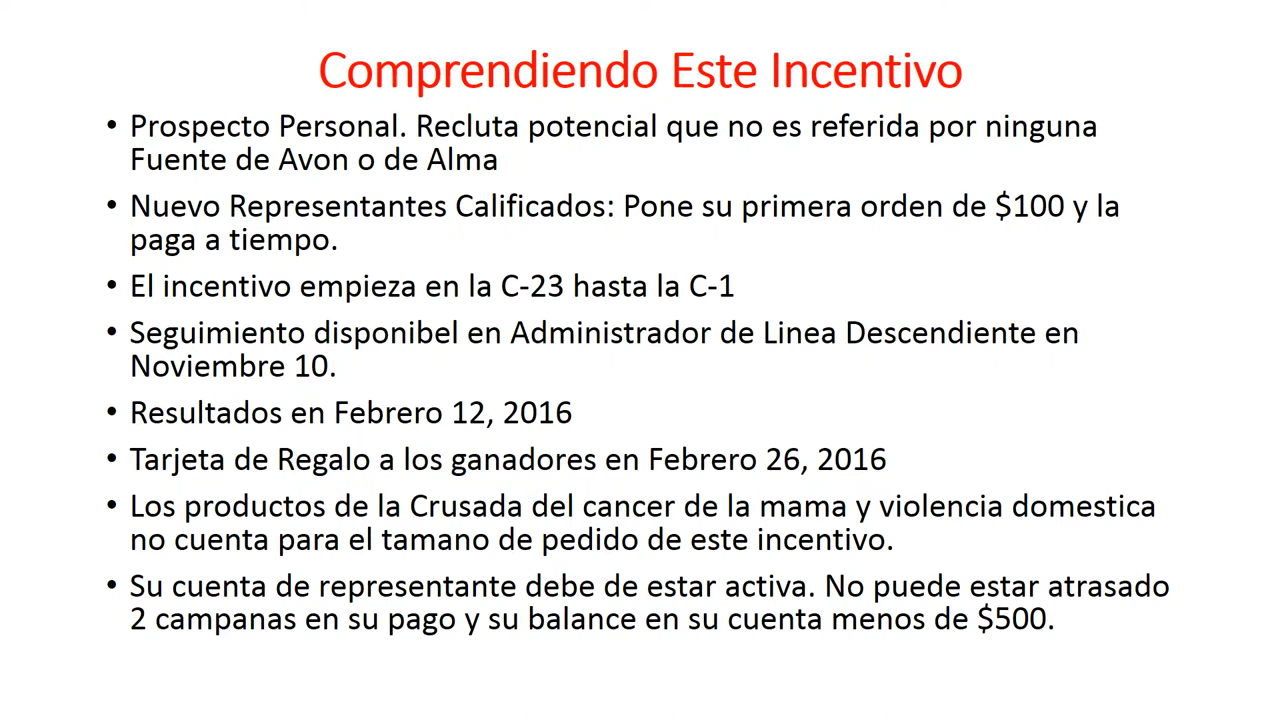 Comprendiendo Este Incentivo
• Prospecto Personal. Recluta potencial que no es referida por ninguna
Fuente de Avon o de Alma
• Nuevo Representantes Calificados: Pone su primera orden de $100 y la
paga a tiempo.
• El incentivo empieza en la C-23 hasta la C-1
• Seguimiento disponibel en Administrador de Linea Descendiente en
Noviembre 10.
• Resultados en Febrero 12, 2016
• Tarjeta de Regalo a los ganadores en Febrero 26, 2016
• Los productos de la Crusada del cancer de la mama y violencia domestica
no cuenta para el tamano de pedido de este incentivo.
• Su cuenta de representante debe de estar activa. No puede estar atrasado
2 campanas en su pago y su balance en su cuenta menos de $500.